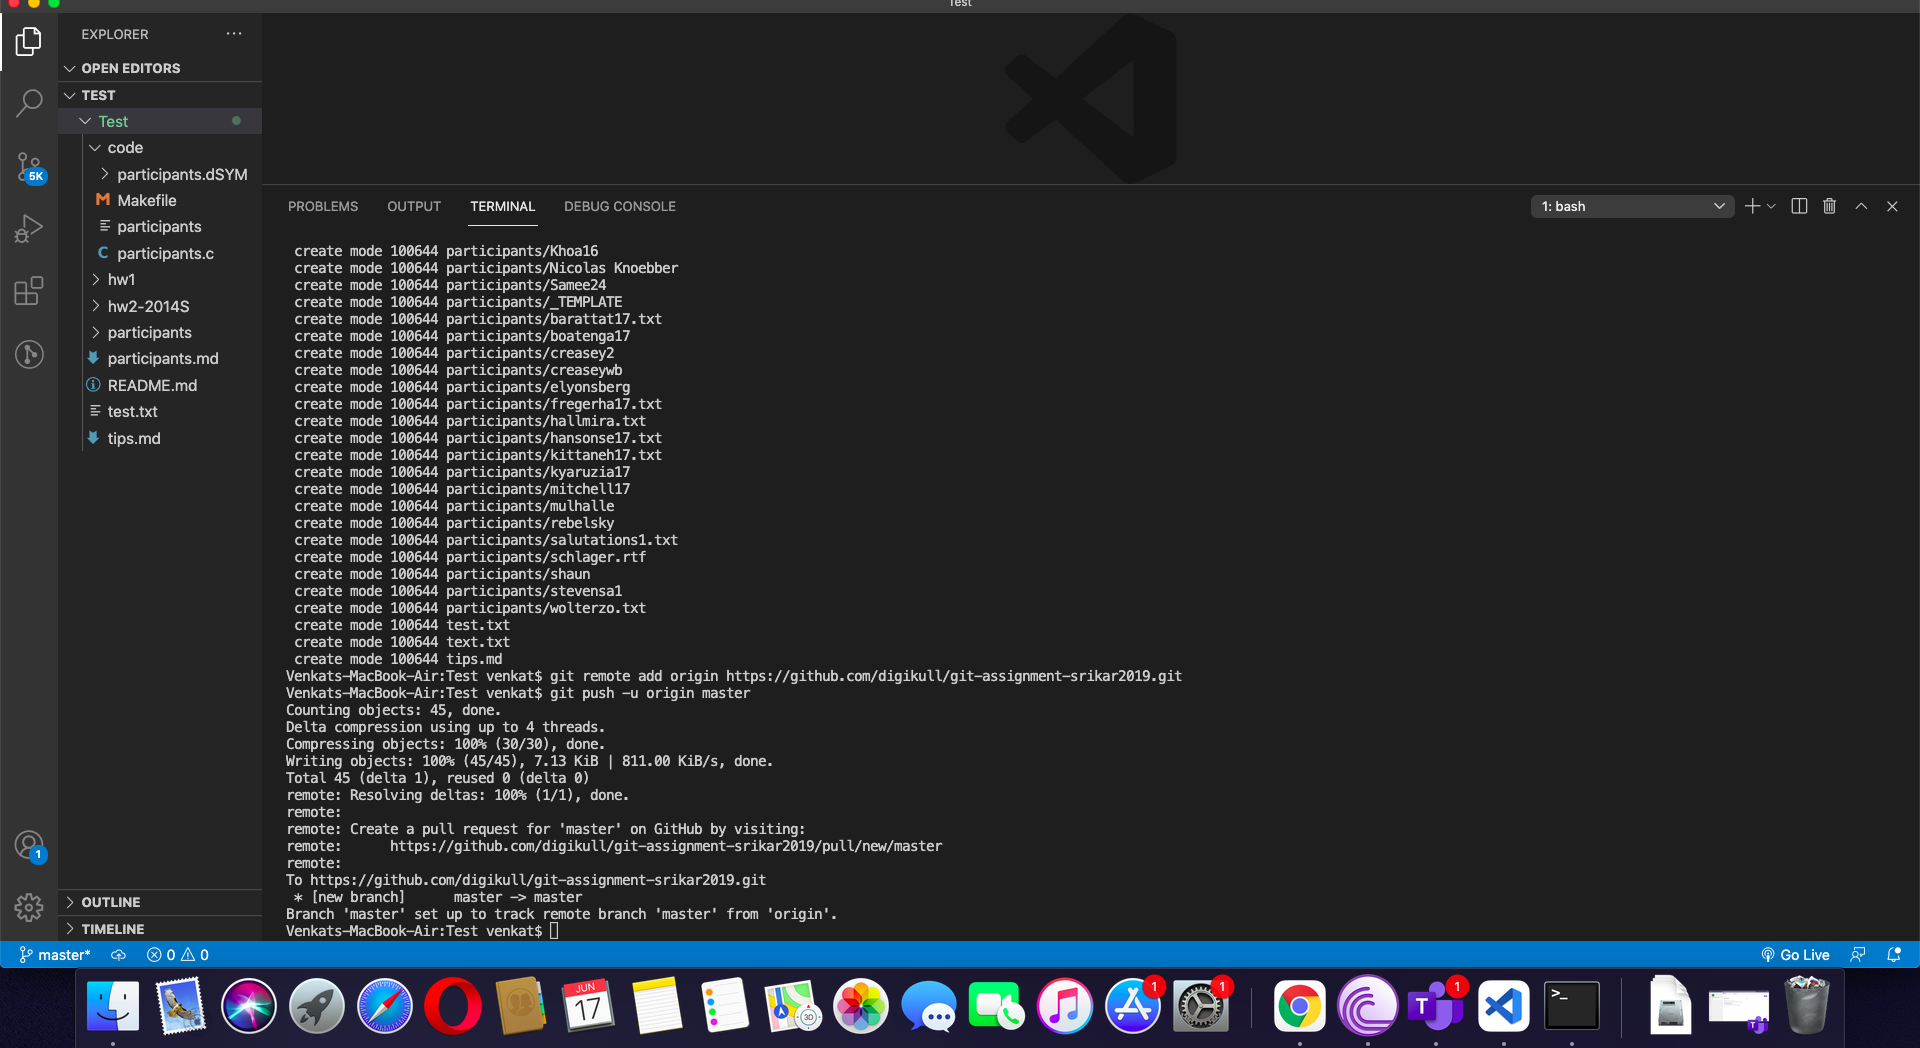 Test
EXPLORER
OPEN EDITORS
TEST
Test
code
participants.dSYM
M Makefile
participants
C participants.c
hw1
hw2-2014S
participants
participants.md
README.md
test.txt
tips.md
OUTLINE
TIMELINE
5K
1
PROBLEMS OUTPUT TERMINAL DEBUG CONSOLE 1: bash
create mode 100644 participants/Khoa16
create mode 100644 participants/Nicolas Knoebber
create mode 100644 participants/Samee24
create mode 100644 participants/_TEMPLATE
create mode 100644 participants/barattat17.txt
create mode 100644 participants/boatenga17
create mode 100644 participants/creasey2
create mode 100644 participants/creaseywb
create mode 100644 participants/elyonsberg
create mode 100644 participants/fregerha17.txt
create mode 100644 participants/hallmira.txt
create mode 100644 participants/hansonse17.txt
create mode 100644 participants/kittaneh17.txt
create mode 100644 participants/kyaruzia17
create mode 100644 participants/mitchell17
create mode 100644 participants/mulhalle
create mode 100644 participants/rebelsky
create mode 100644 participants/salutations1.txt
create mode 100644 participants/schlager.rtf
create mode 100644 participants/shaun
create mode 100644 participants/stevensa1
create mode 100644 participants/wolterzo.txt
create mode 100644 test.txt
create mode 100644 text.txt
create mode 100644 tips.md
Venkats-MacBook-Air:Test venkat$ git remote add origin https://github.com/digikull/git-assignment-srikar2019.git
Venkats-MacBook-Air:Test venkat$ git push -u origin master
Counting objects: 45, done.
Delta compression using up to 4 threads.
Compressing objects: 100% (30/30), done.
Writing objects: 100% (45/45), 7.13 KiB | 811.00 KiB/s, done.
Total 45 (delta 1), reused 0 (delta 0)
remote: Resolving deltas: 100% (1/1), done.
remote:
remote: Create a pull request for 'master' on GitHub by visiting:
remote:      https://github.com/digikull/git-assignment-srikar2019/pull/new/master
remote:
To https://github.com/digikull/git-assignment-srikar2019.git
* [new branch]      master -> master
Branch 'master' set up to track remote branch 'master' from 'origin'.
Venkats-MacBook-Air:Test venkat$
master* 0 0 Go Live
JUN
17
3D
1
1
T
1
>_